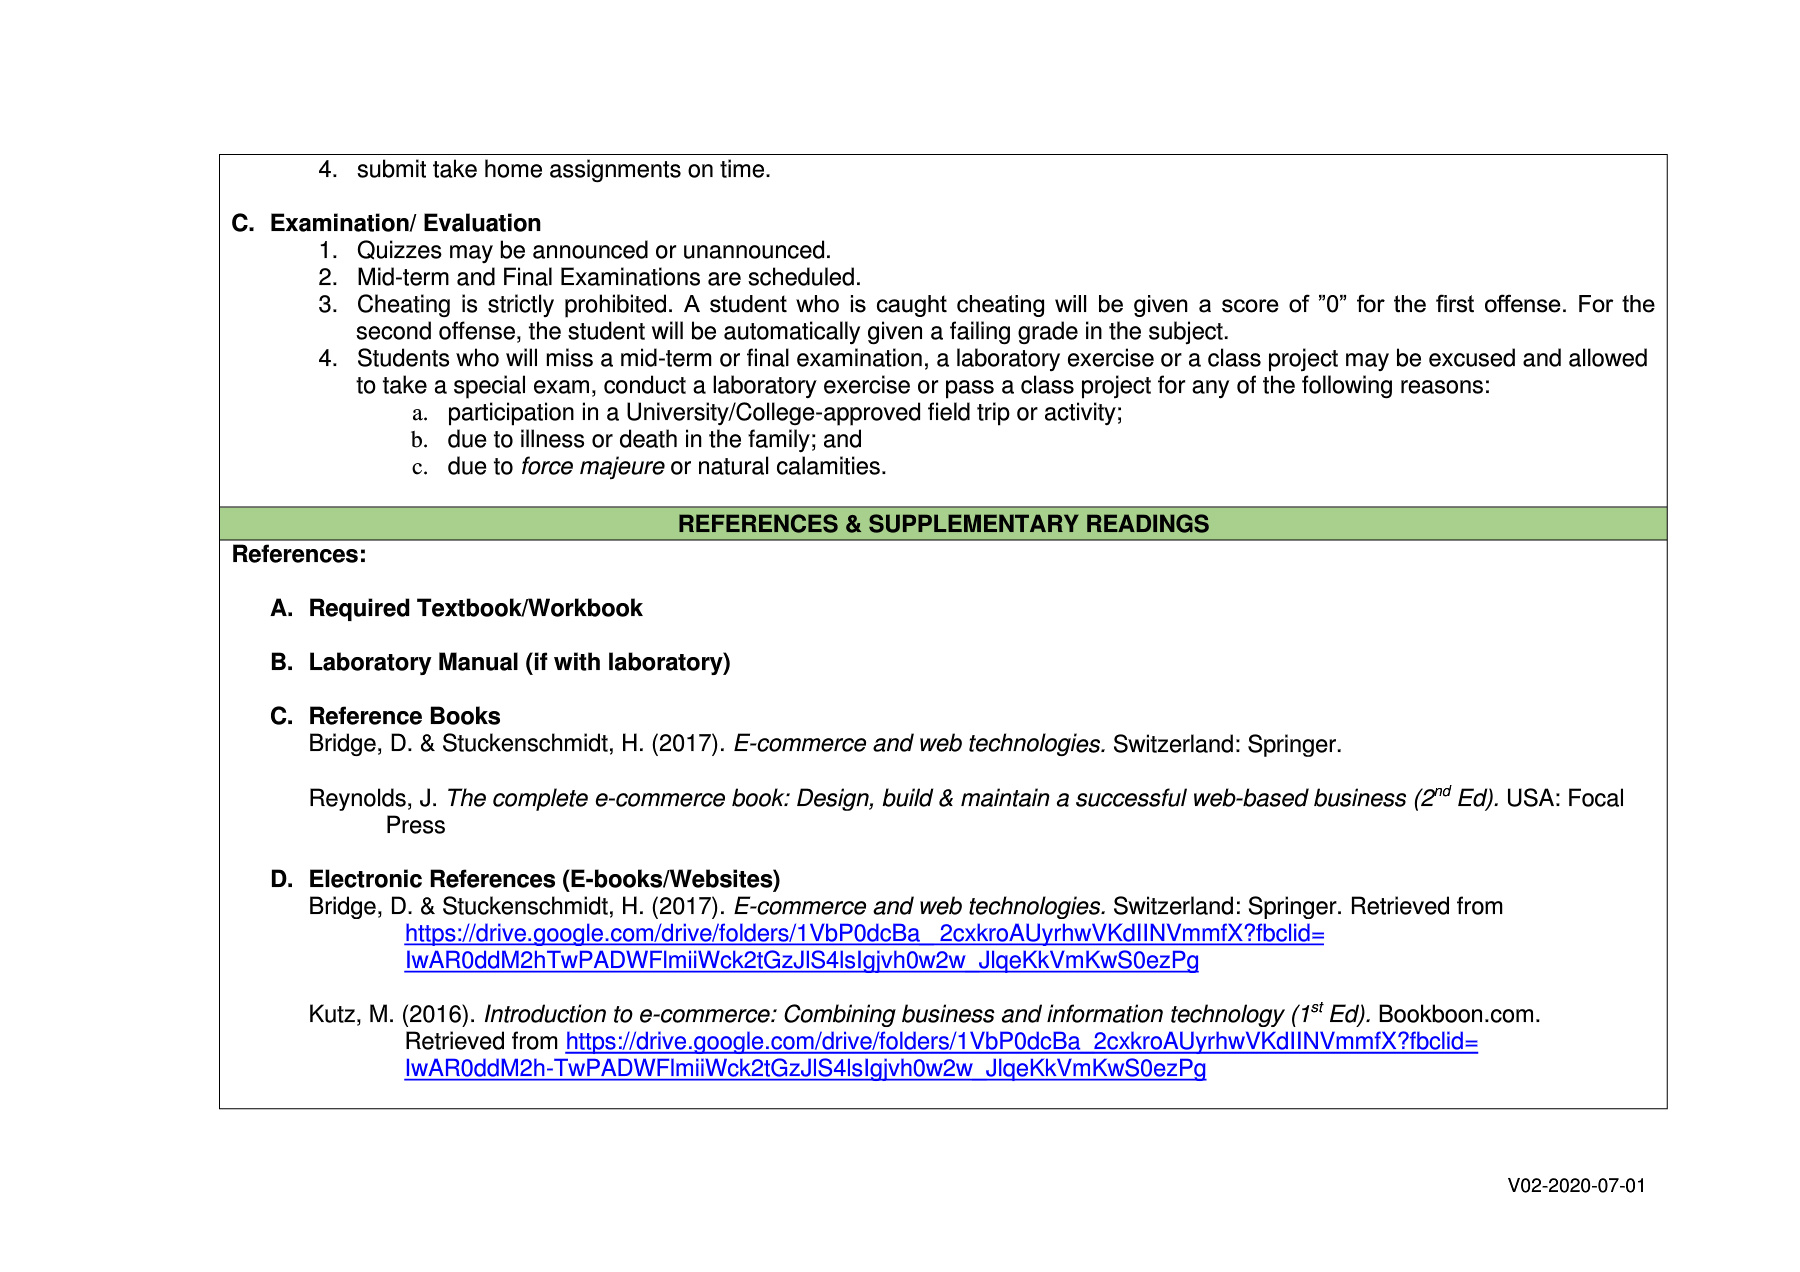 4. submit take home assignments on time.
C. Examination/ Evaluation
1. Quizzes may be announced or unannounced.
2. Mid-term and Final Examinations are scheduled.
3. Cheating is strictly prohibited. A student who is caught cheating will be given a score of ”0” for the first offense. For the
second offense, the student will be automatically given a failing grade in the subject.
4. Students who will miss a mid-term or final examination, a laboratory exercise or a class project may be excused and allowed
to take a special exam, conduct a laboratory exercise or pass a class project for any of the following reasons:
a. participation in a University/College-approved field trip or activity;
b. due to illness or death in the family; and
c. due to force majeure or natural calamities.
REFERENCES & SUPPLEMENTARY READINGS
References:
A. Required Textbook/Workbook
B. Laboratory Manual (if with laboratory)
C. Reference Books
Bridge, D. & Stuckenschmidt, H. (2017). E-commerce and web technologies. Switzerland: Springer.
Reynolds, J. The complete e-commerce book: Design, build & maintain a successful web-based business (2nd Ed). USA: Focal
Press
D. Electronic References (E-books/Websites)
Bridge, D. & Stuckenschmidt, H. (2017). E-commerce and web technologies. Switzerland: Springer. Retrieved from
https://drive.google.com/drive/folders/1VbP0dcBa_ 2cxkroAUyrhwVKdIINVmmfX?fbclid=
IwAR0ddM2hTwPADWFlmiiWck2tGzJlS4lsIgjvh0w2w_JlqeKkVmKwS0ezPg
Kutz, M. (2016). Introduction to e-commerce: Combining business and information technology (1st Ed). Bookboon.com.
Retrieved from https://drive.google.com/drive/folders/1VbP0dcBa_2cxkroAUyrhwVKdIINVmmfX?fbclid=
IwAR0ddM2h-TwPADWFlmiiWck2tGzJlS4lsIgjvh0w2w_JlqeKkVmKwS0ezPg
V02-2020-07-01